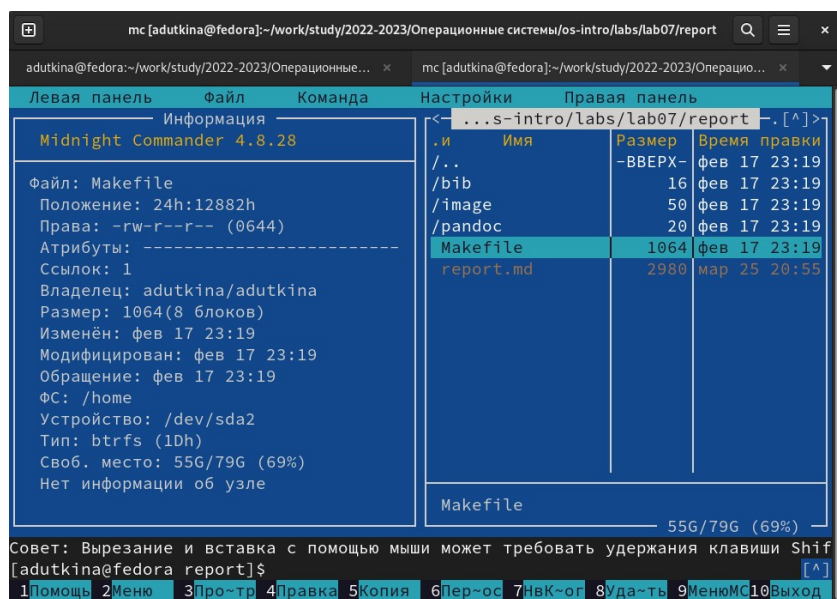 mc [adutkina@fedora]:~/work/study/2022-2023/Операционные системы/os-intro/labs/lab07/report
adutkina@fedora:~/work/study/2022-2023/Операционные... × mc [adutkina@fedora]:~/work/study/2022-2023/Операцио... ×
Левая панель Файл Команда Настройки Правая панель
Информация
Midnight Commander 4.8.28
Файл: Makefile
Положение: 24h:12882h
Права: -rw-r--r-- (0644)
Атрибуты: --------------------------
Ссылок: 1
Владелец: adutkina/adutkina
Размер: 1064(8 блоков)
Изменён: фев 17 23:19
Модифицирован: фев 17 23:19
Обращение: фев 17 23:19
ФС: /home
Устройство: /dev/sda2
Тип: btrfs (1Dh)
Своб. место: 55G/79G (69%)
Нет информации об узле
<─ ...s-intro/labs/lab07/report ─.[^]>
.и Имя Размер Время правки
/.. -ВВЕРХ- фев 17 23:19
/bib 16 фев 17 23:19
/image 50 фев 17 23:19
/pandoc 20 фев 17 23:19
Makefile 1064 фев 17 23:19
report.md 2980 мар 25 20:55
Makefile
55G/79G (69%)
Совет: Вырезание и вставка с помощью мыши может требовать удержания клавиши Shif
[adutkina@fedora report]$ [^]
1Помощь 2Меню 3Про~тр 4Правка 5Копия 6Пер~ос 7НвК~ог 8Уда~ть 9МенюМС 10Выход